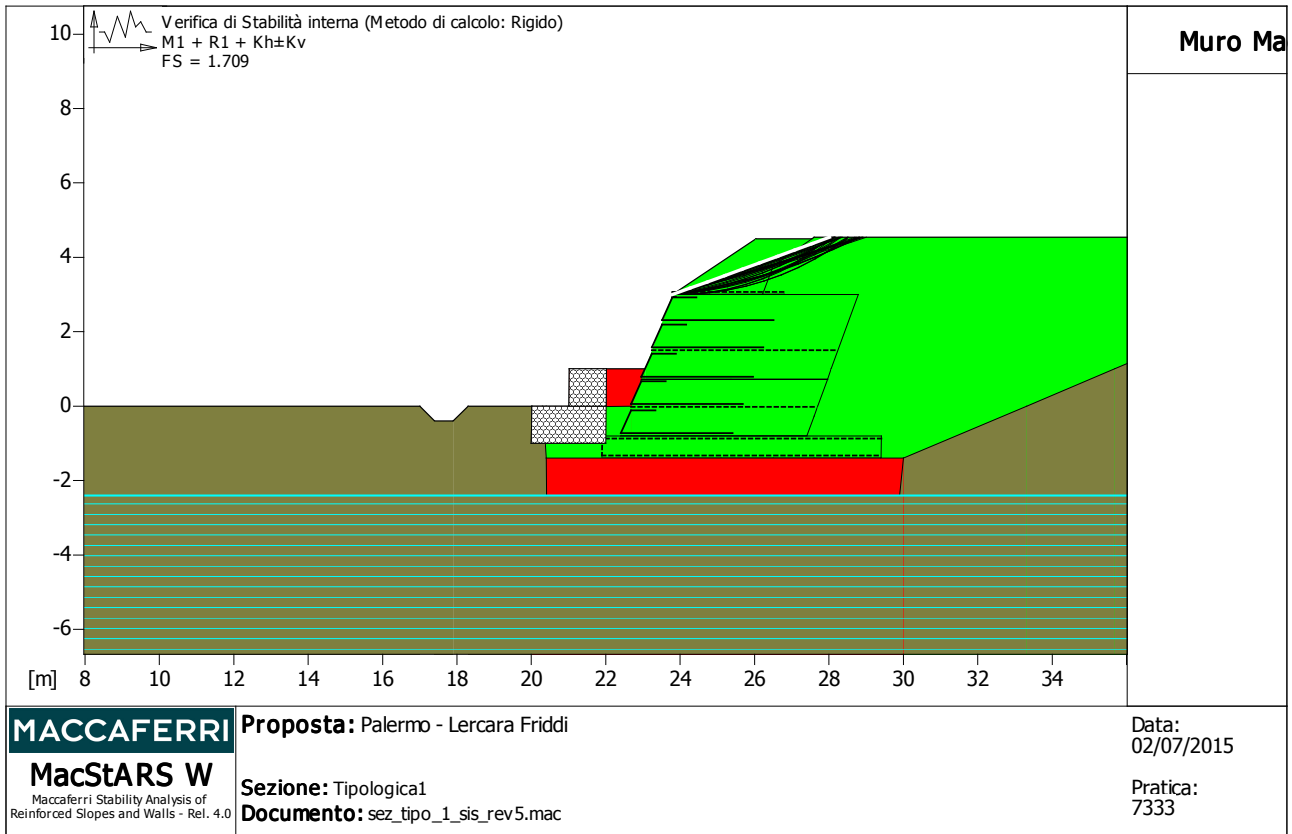 Verifica di Stabilità interna (Metodo di calcolo: Rigido)
M1 + R1 + Kh±Kv
FS = 1.709
Muro Ma
10
8
6
4
2
0
-2
-4
-6
[m] 8 10 12 14 16 18 20 22 24 26 28 30 32 34
MACCAFERRI
MacStARS W
Maccaferri Stability Analysis of
Reinforced Slopes and Walls - Rel. 4.0
Proposta: Palermo - Lercara Friddi
Sezione: Tipologica1
Documento: sez_tipo_1_sis_rev5.mac
Data:
02/07/2015
Pratica:
7333